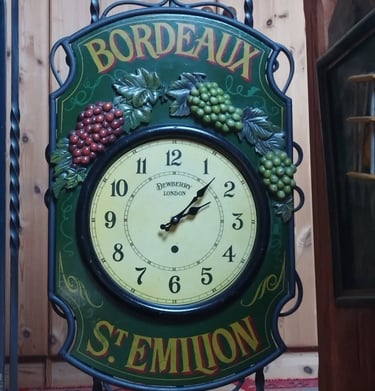 BORDEAUX
12
11 1
10 2
DEWBERRY
LONDON
9 3
8 4
7 5
6
ST EMILION